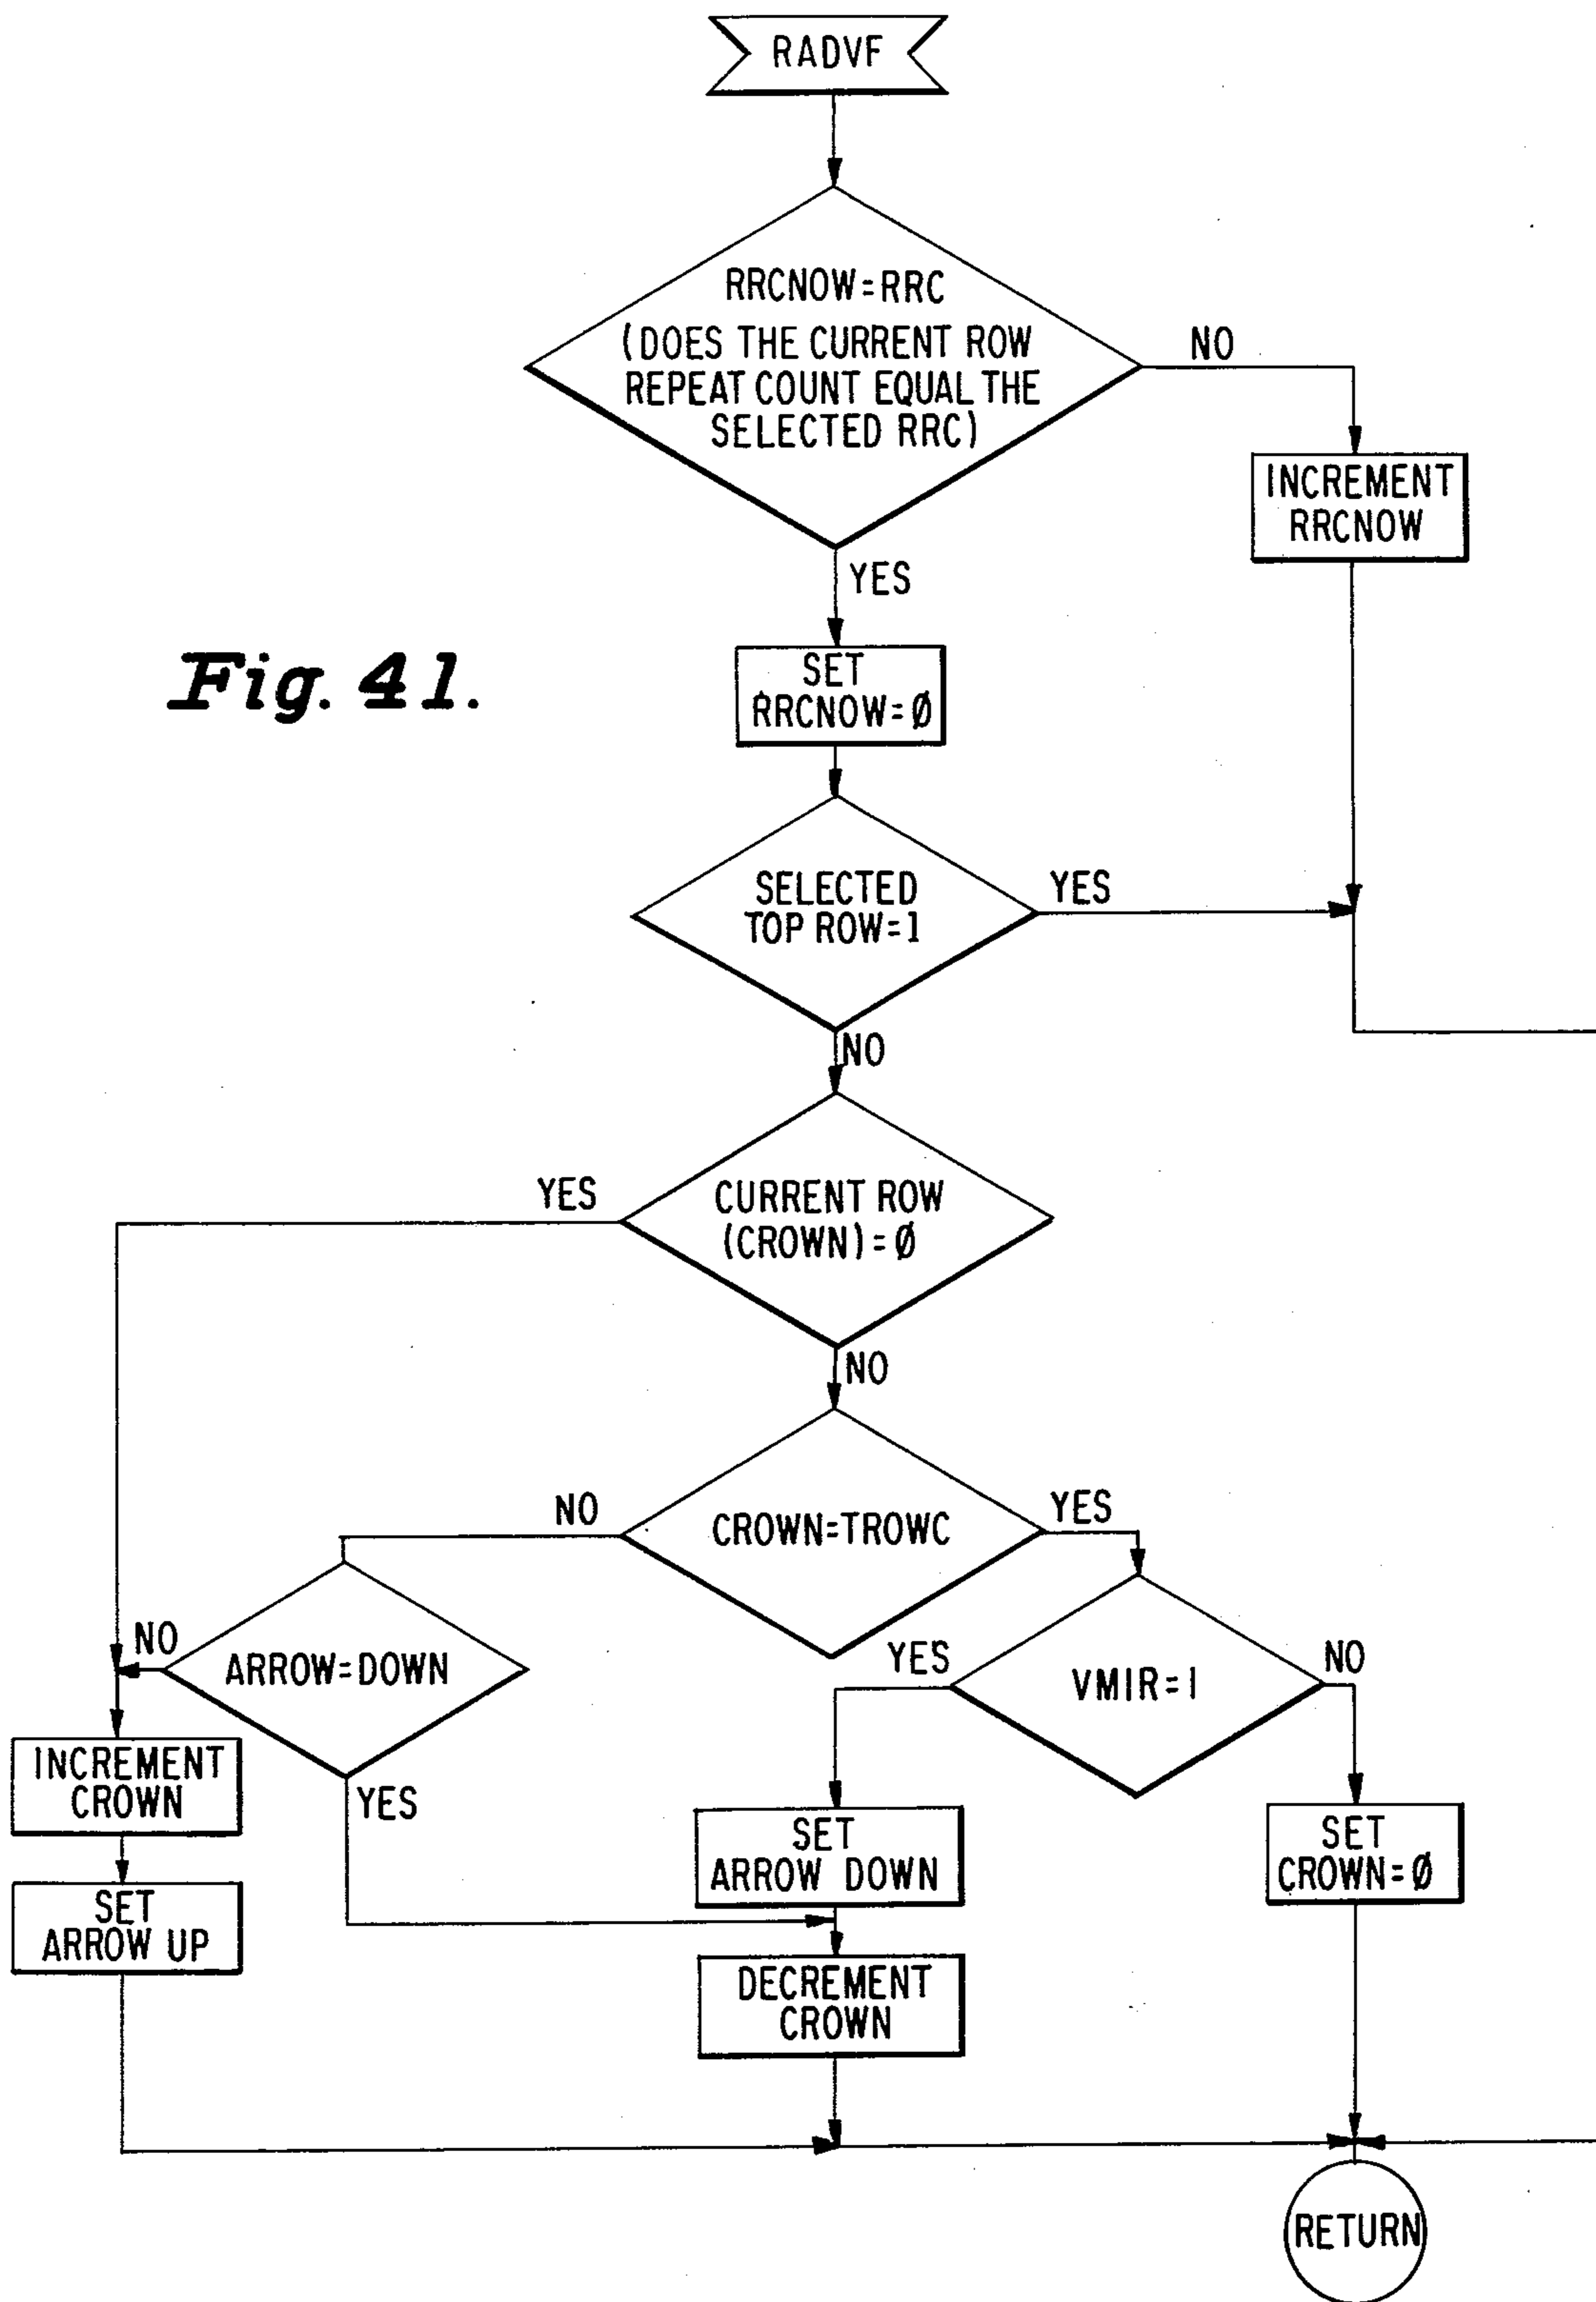 RADVF
RRCNOW=RRC
(DOES THE CURRENT ROW
REPEAT COUNT EQUAL THE
SELECTED RRC)
NO
INCREMENT
RRCNOW
YES
SET
RRCNOW=Ø
Fig. 41.
SELECTED
TOP ROW=1
YES
NO
CURRENT ROW
(CROWN)=Ø
YES
NO
CROWN=TROWC
NO
YES
ARROW=DOWN
NO
YES
VMIR=1
YES
NO
INCREMENT
CROWN
SET
ARROW UP
SET
ARROW DOWN
SET
CROWN=Ø
DECREMENT
CROWN
RETURN